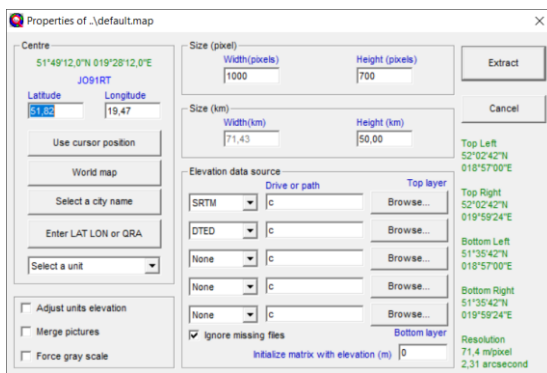 Properties of ..\default.map
Centre
51°49'12,0"N 019°28'12,0"E
JO91RT
Latitude Longitude
51,82 19,47
Use cursor position
World map
Select a city name
Enter LAT LON or QRA
Select a unit
Adjust units elevation
Merge pictures
Force gray scale
Size (pixel)
Width(pixels) Height (pixels)
1000 700
Size (km)
Width(km) Height (km)
71,43 50,00
Elevation data source
Drive or path Top layer
SRTM c Browse...
DTED c Browse...
None c Browse...
None c Browse...
None c Browse...
Ignore missing files Bottom layer
Initialize matrix with elevation (m) 0
Extract
Cancel
Top Left
52°02'42"N
018°57'00"E
Top Right
52°02'42"N
019°59'24"E
Bottom Left
51°35'42"N
018°57'00"E
Bottom Right
51°35'42"N
019°59'24"E
Resolution
71,4 m/pixel
2,31 arcsecond